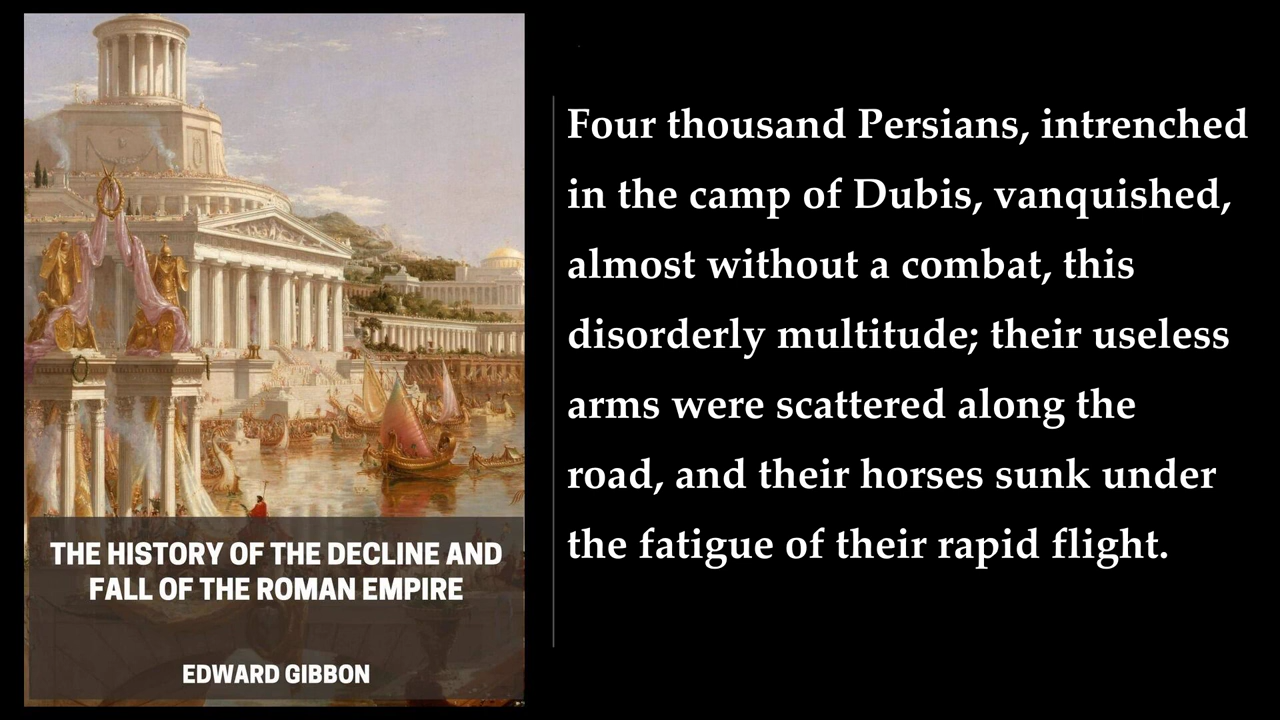 THE HISTORY OF THE DECLINE AND
FALL OF THE ROMAN EMPIRE
EDWARD GIBBON
Four thousand Persians, intrenched
in the camp of Dubis, vanquished,
almost without a combat, this
disorderly multitude; their useless
arms were scattered along the
road, and their horses sunk under
the fatigue of their rapid flight.